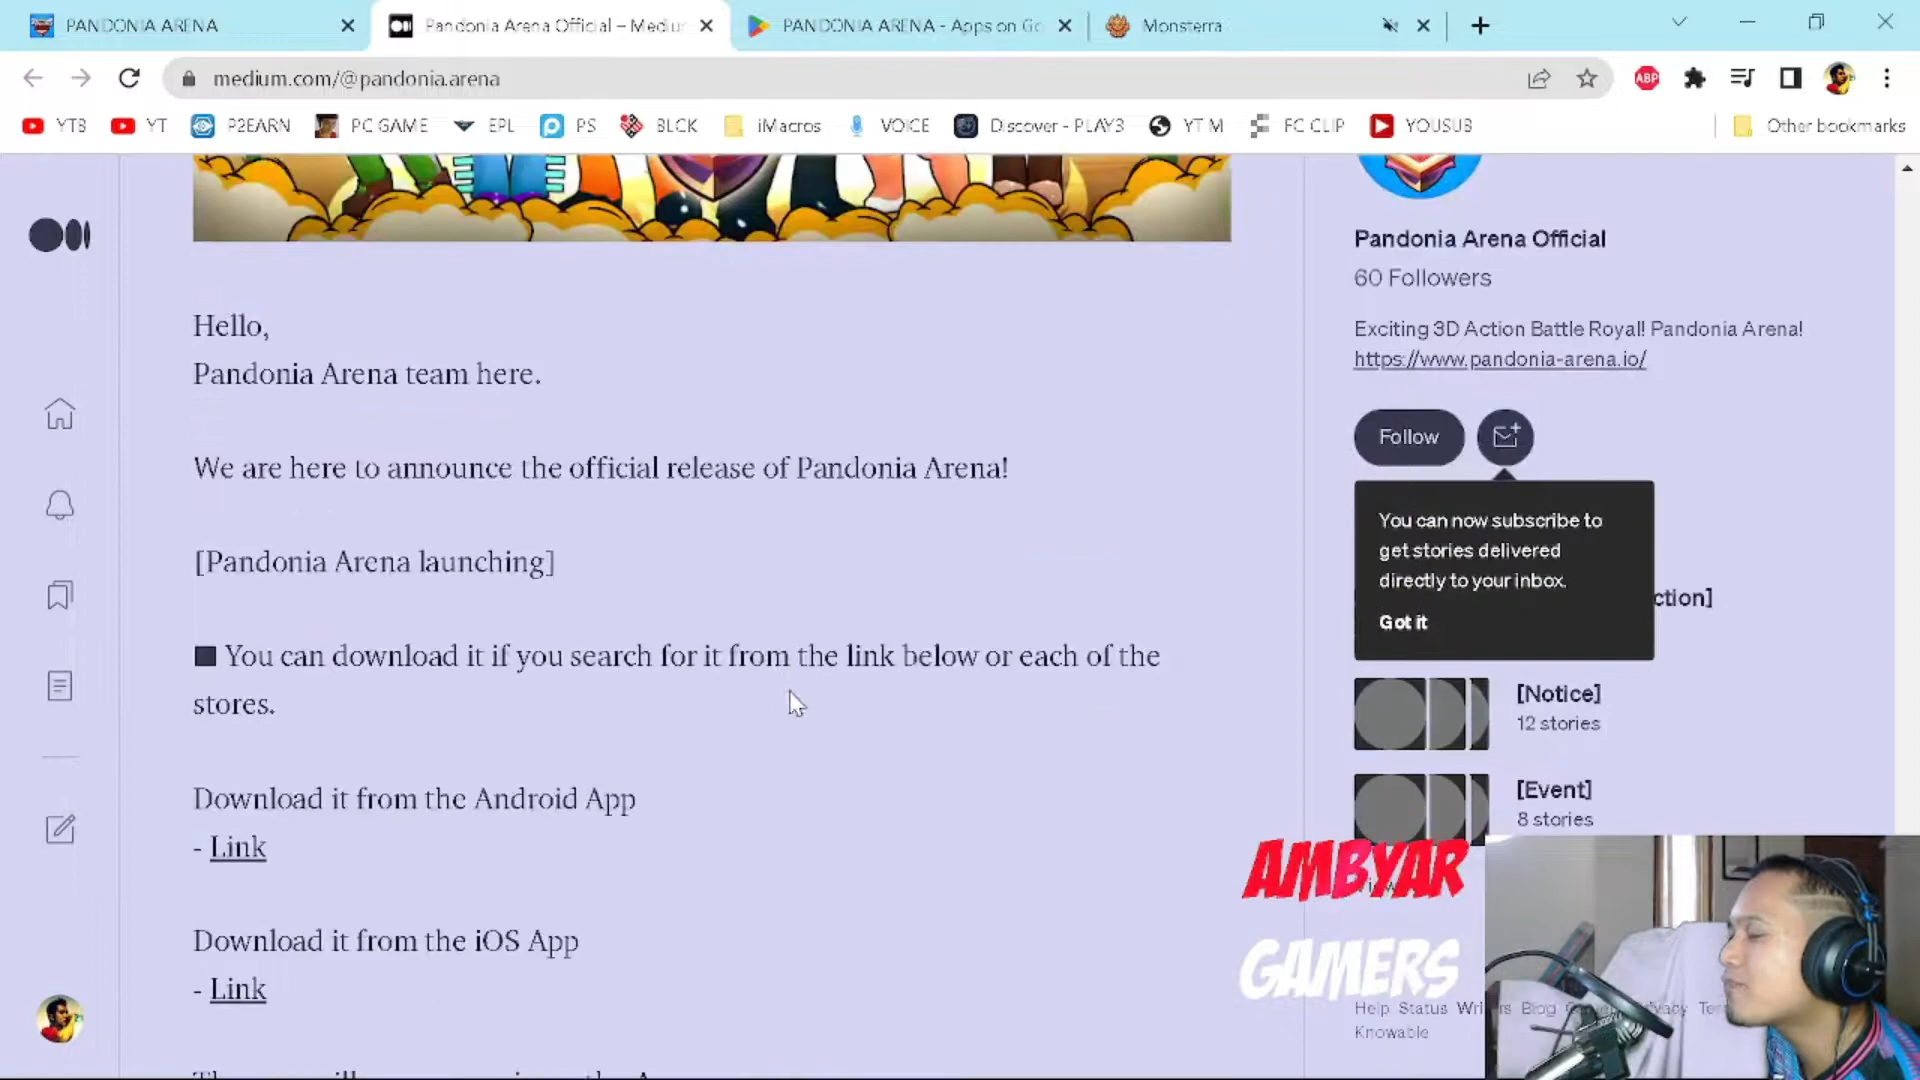 PANDONIA ARENA
Pandonia Arena Official – Mediu
PANDONIA ARENA - Apps on Go
Monsterra
medium.com/@pandonia.arena
ABP
YTB
YT
P2EARN
PC GAME
EPL
PS
BLCK
iMacros
VOICE
Discover - PLAY3
YT M
FC CLIP
YOUSUB
Other bookmarks
Hello,
Pandonia Arena team here.
We are here to announce the official release of Pandonia Arena!
[Pandonia Arena launching]
■ You can download it if you search for it from the link below or each of the
stores.
Download it from the Android App
- Link
Download it from the iOS App
- Link
Pandonia Arena Official
60 Followers
Exciting 3D Action Battle Royal! Pandonia Arena!
https://www.pandonia-arena.io/
Follow
You can now subscribe to
get stories delivered
directly to your inbox.
Got it
ction]
[Notice]
12 stories
[Event]
8 stories
AMBYAR
GAMERS
Help Status Writers Blog
Knowable